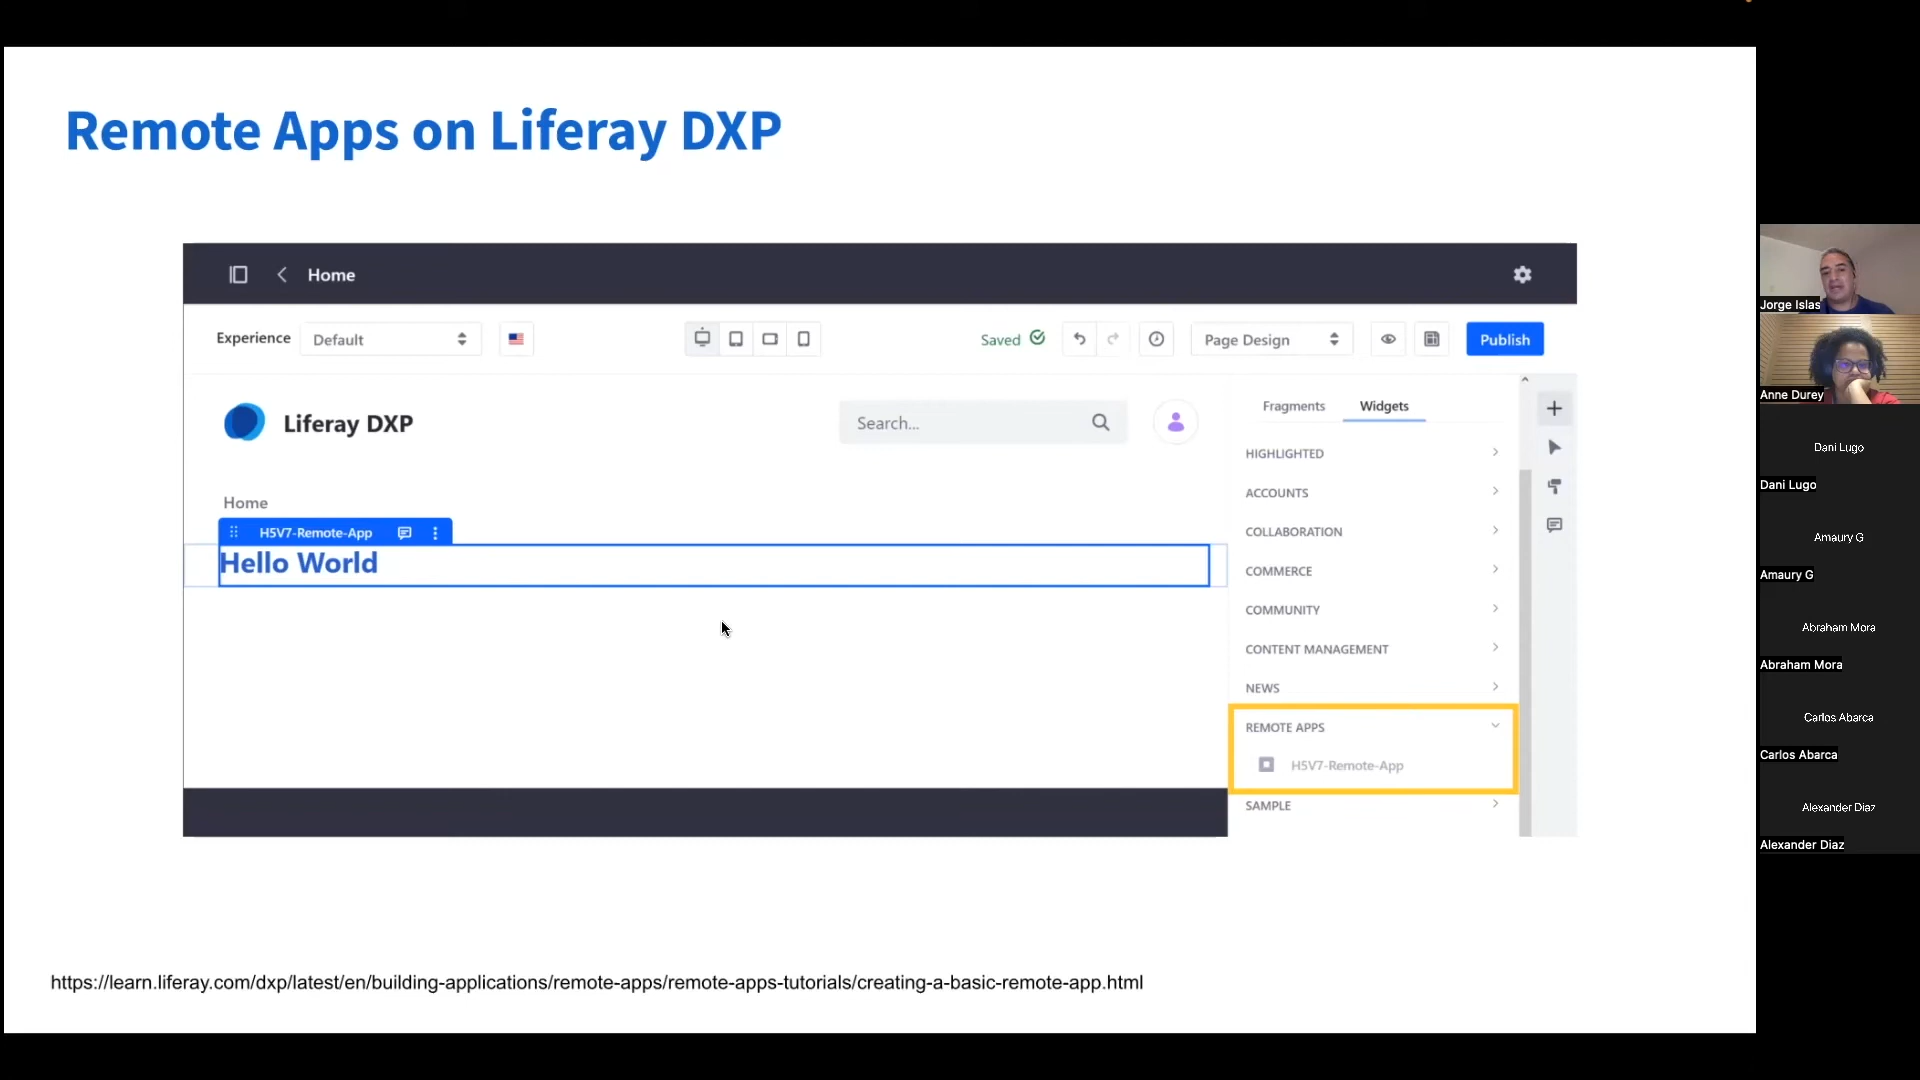 Remote Apps on Liferay DXP
Home
Experience
Default
Saved
Page Design
Publish
Liferay DXP
Search...
Home
H5V7-Remote-App
Hello World
Fragments
Widgets
HIGHLIGHTED
ACCOUNTS
COLLABORATION
COMMERCE
COMMUNITY
CONTENT MANAGEMENT
NEWS
REMOTE APPS
H5V7-Remote-App
SAMPLE
https://learn.liferay.com/dxp/latest/en/building-applications/remote-apps/remote-apps-tutorials/creating-a-basic-remote-app.html
Jorge Islas
Anne Durey
Dani Lugo
Dani Lugo
Amaury G
Amaury G
Abraham Mora
Abraham Mora
Carlos Abarca
Carlos Abarca
Alexander Diaz
Alexander Diaz